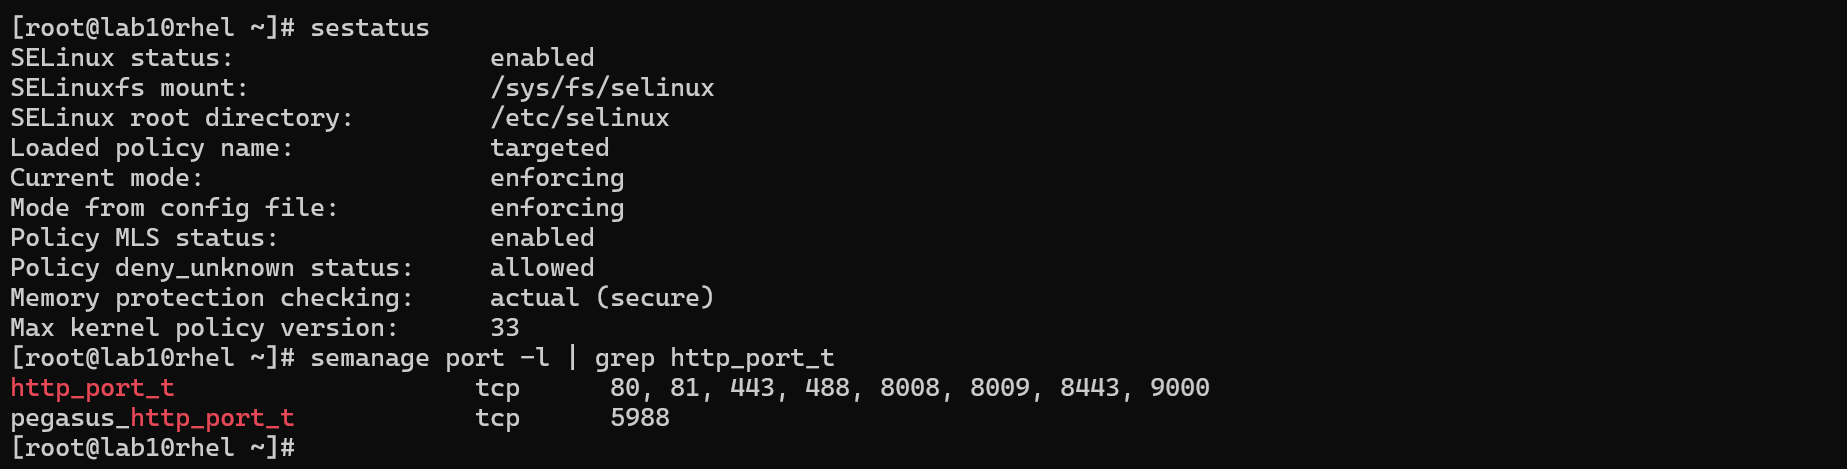 [root@lab10rhel ~]# sestatus
SELinux status:                 enabled
SELinuxfs mount:                /sys/fs/selinux
SELinux root directory:         /etc/selinux
Loaded policy name:             targeted
Current mode:                   enforcing
Mode from config file:          enforcing
Policy MLS status:              enabled
Policy deny_unknown status:     allowed
Memory protection checking:     actual (secure)
Max kernel policy version:      33
[root@lab10rhel ~]# semanage port -l | grep http_port_t
http_port_t                    tcp      80, 81, 443, 488, 8008, 8009, 8443, 9000
pegasus_http_port_t            tcp      5988
[root@lab10rhel ~]#